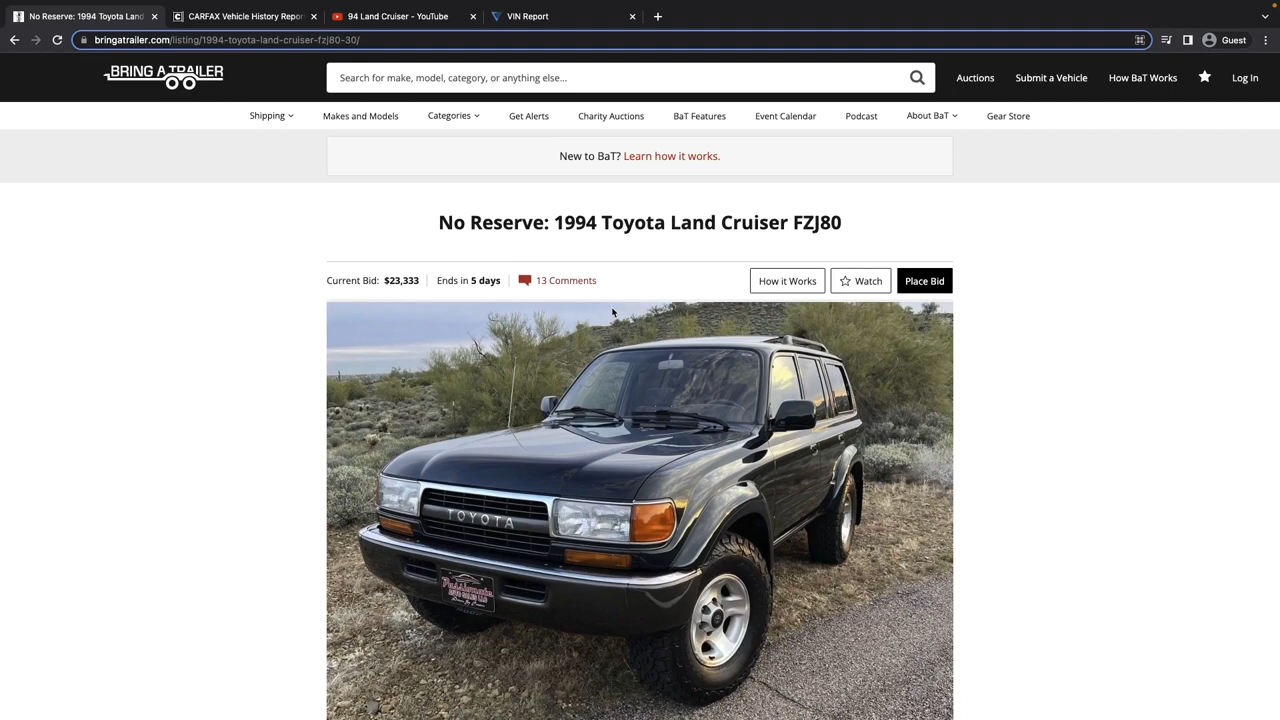 No Reserve: 1994 Toyota Land
CARFAX Vehicle History Repor
94 Land Cruiser - YouTube
VIN Report
bringatrailer.com/listing/1994-toyota-land-cruiser-fzj80-30/
Guest
BRING A TRAILER
Search for make, model, category, or anything else...
Auctions
Submit a Vehicle
How BaT Works
Log In
Shipping
Makes and Models
Categories
Get Alerts
Charity Auctions
BaT Features
Event Calendar
Podcast
About BaT
Gear Store
New to BaT? Learn how it works.
No Reserve: 1994 Toyota Land Cruiser FZJ80
Current Bid: $23,333
Ends in 5 days
13 Comments
How it Works
Watch
Place Bid
TOYOTA
AUTO SALES LLC